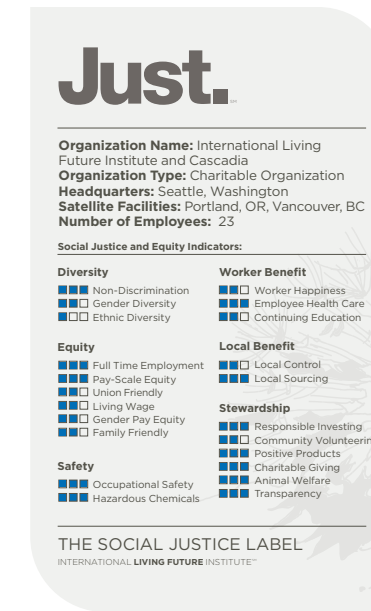 Just.
Organization Name: International Living
Future Institute and Cascadia
Organization Type: Charitable Organization
Headquarters: Seattle, Washington
Satellite Facilities: Portland, OR, Vancouver, BC
Number of Employees: 23
Social Justice and Equity Indicators:
Diversity
Non-Discrimination
Gender Diversity
Ethnic Diversity
Equity
Full Time Employment
Pay-Scale Equity
Union Friendly
Living Wage
Gender Pay Equity
Family Friendly
Safety
Occupational Safety
Hazardous Chemicals
Worker Benefit
Worker Happiness
Employee Health Care
Continuing Education
Local Benefit
Local Control
Local Sourcing
Stewardship
Responsible Investing
Community Volunteerin
Positive Products
Charitable Giving
Animal Welfare
Transparency
THE SOCIAL JUSTICE LABEL
INTERNATIONAL LIVING FUTURE INSTITUTE℠